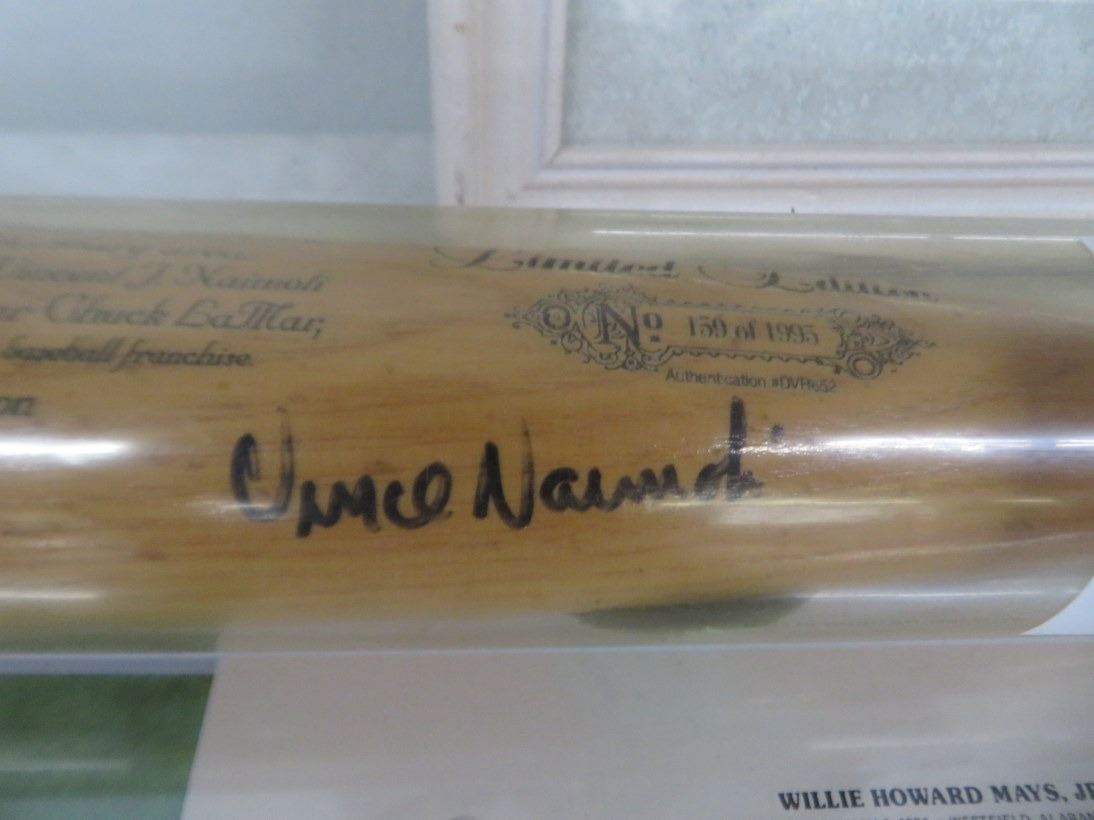 Vincent J. Naimoli
Chuck LaMar,
baseball franchise
Limited Edition
No 159 of 1995
Authentication #DVR652
Vince Naimoli
WILLIE HOWARD MAYS, JR